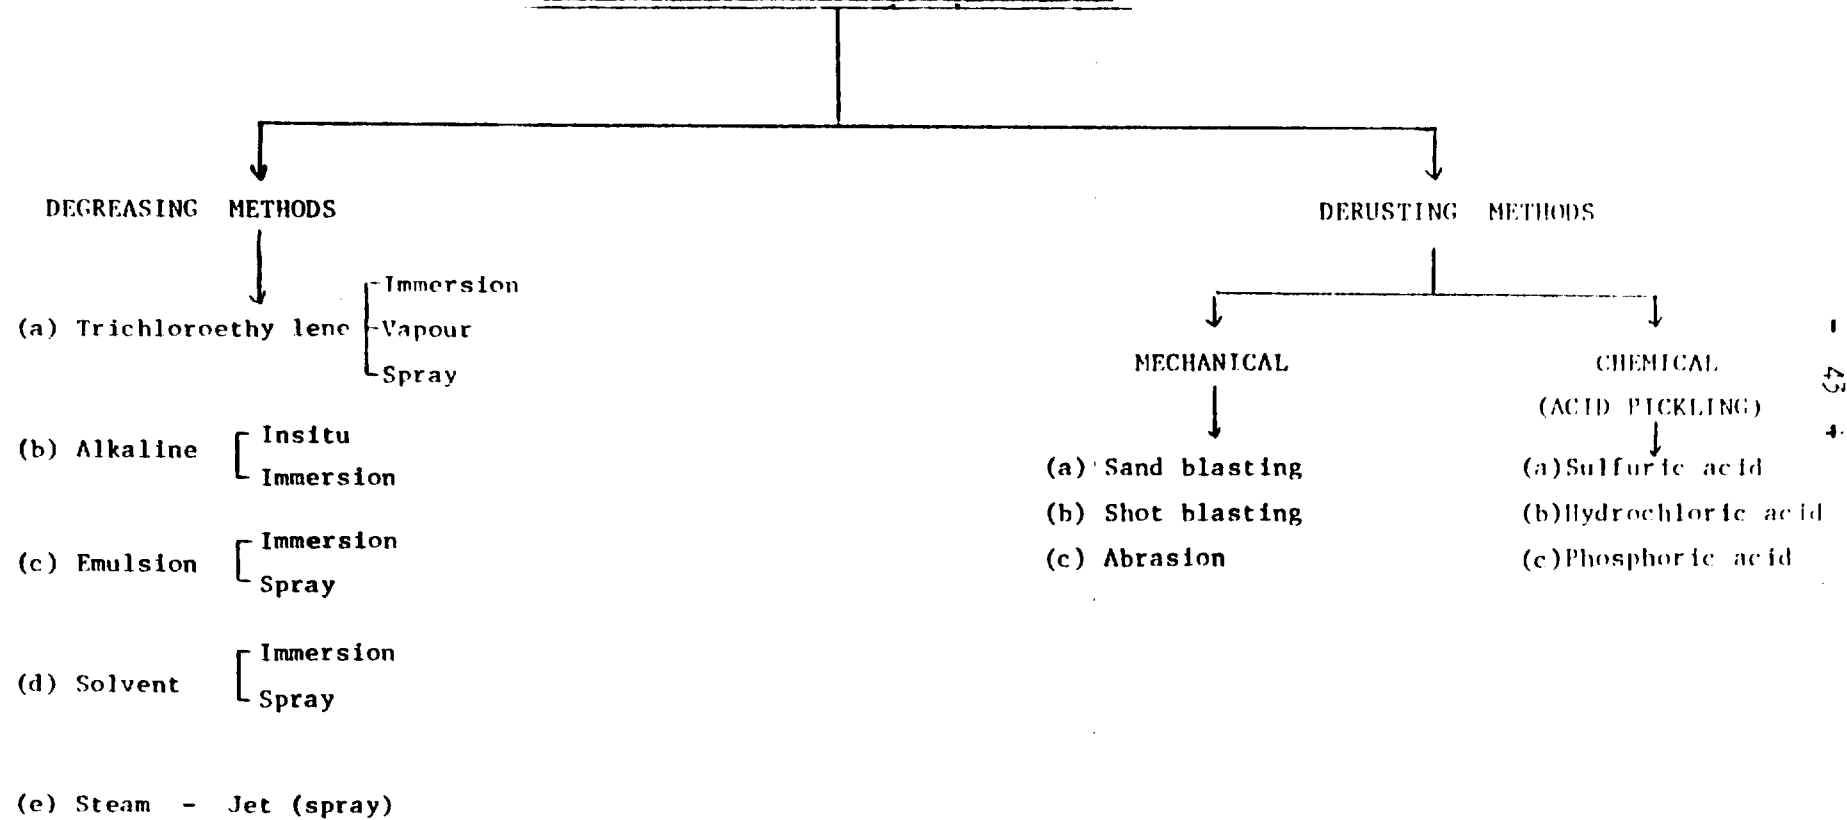 DEGREASING METHODS
(a) Trichloroethy lene
Immersion
Vapour
Spray
(b) Alkaline
Insitu
Immersion
(c) Emulsion
Immersion
Spray
(d) Solvent
Immersion
Spray
(e) Steam - Jet (spray)
DERUSTING METHODS
MECHANICAL
(a) Sand blasting
(b) Shot blasting
(c) Abrasion
CHEMICAL
(ACID PICKLING)
(a)Sulfuric acid
(b)Hydrochloric acid
(c)Phosphoric acid
- 43 -